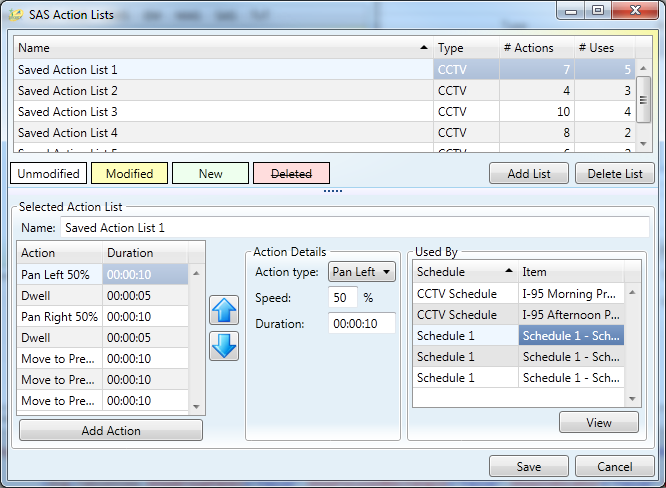 SAS Action Lists
Name Type # Actions # Uses
Saved Action List 1 CCTV 7 5
Saved Action List 2 CCTV 4 3
Saved Action List 3 CCTV 10 4
Saved Action List 4 CCTV 8 2
Saved Action List 5 CCTV 6 2
Unmodified Modified New Deleted Add List Delete List
Selected Action List
Name: Saved Action List 1
Action Duration
Pan Left 50% 00:00:10
Dwell 00:00:05
Pan Right 50% 00:00:10
Dwell 00:00:05
Move to Pre... 00:00:10
Move to Pre... 00:00:10
Move to Pre... 00:00:10
Add Action
Action Details
Action type: Pan Left
Speed: 50 %
Duration: 00:00:10
Used By
Schedule Item
CCTV Schedule I-95 Morning Pr...
CCTV Schedule I-95 Afternoon P...
Schedule 1 Schedule 1 - Sch...
Schedule 1 Schedule 1 - Sch...
Schedule 1 Schedule 1 - Sch...
View
Save Cancel